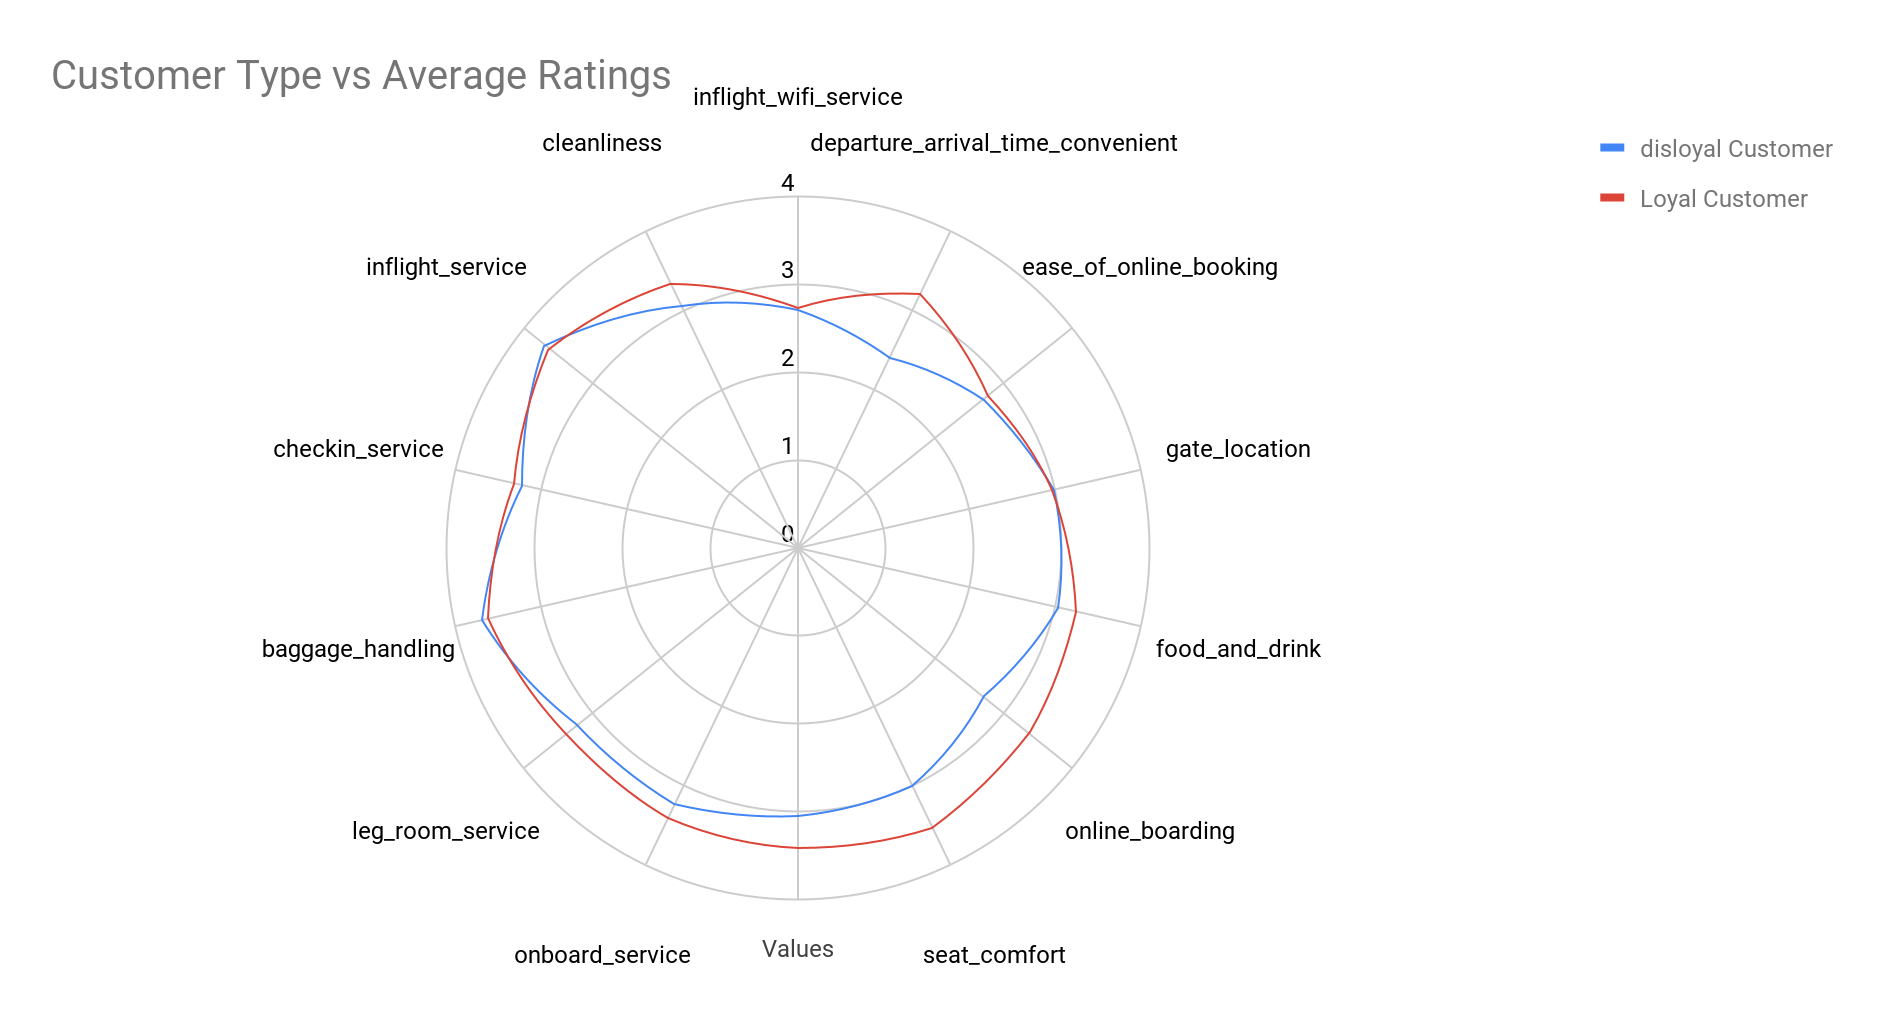 Customer Type vs Average Ratings
inflight_wifi_service
cleanliness
departure_arrival_time_convenient
disloyal Customer
Loyal Customer
4
inflight_service
3
ease_of_online_booking
2
checkin_service
1
gate_location
0
baggage_handling
food_and_drink
leg_room_service
online_boarding
onboard_service
Values
seat_comfort